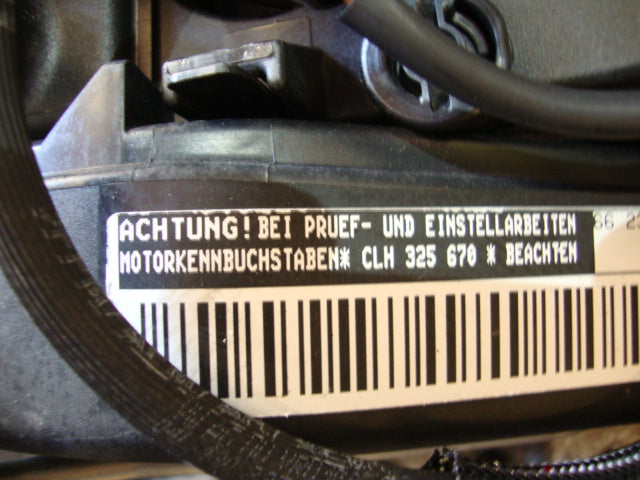 ACHTUNG! BEI PRUEF- UND EINSTELLARBEITEN
MOTORKENNBUCHSTABEN* CLH 325 670 * BEACHTEN